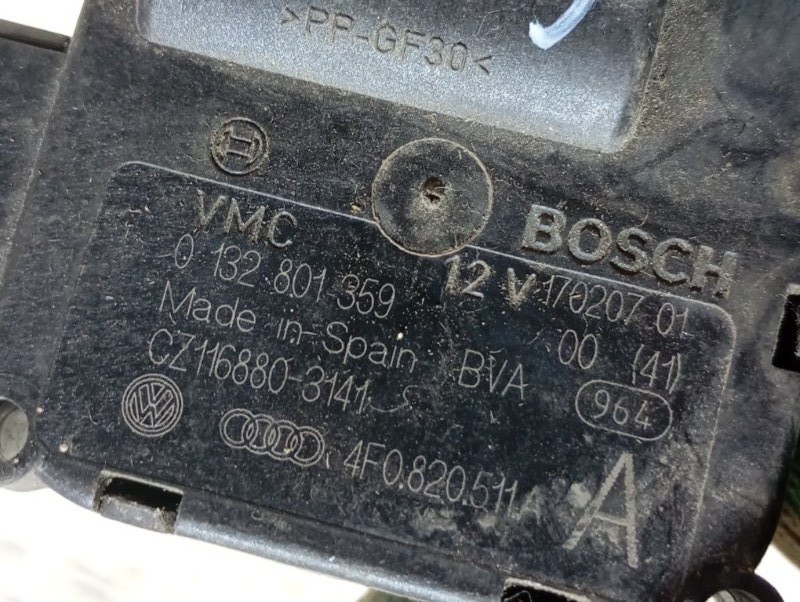 >PP-GF30<
VMC
BOSCH
0 132 801 359
12 V
170207 01
Made in Spain
BVA
00 (41)
CZ116880-3141
964
4F0.820.511A
A